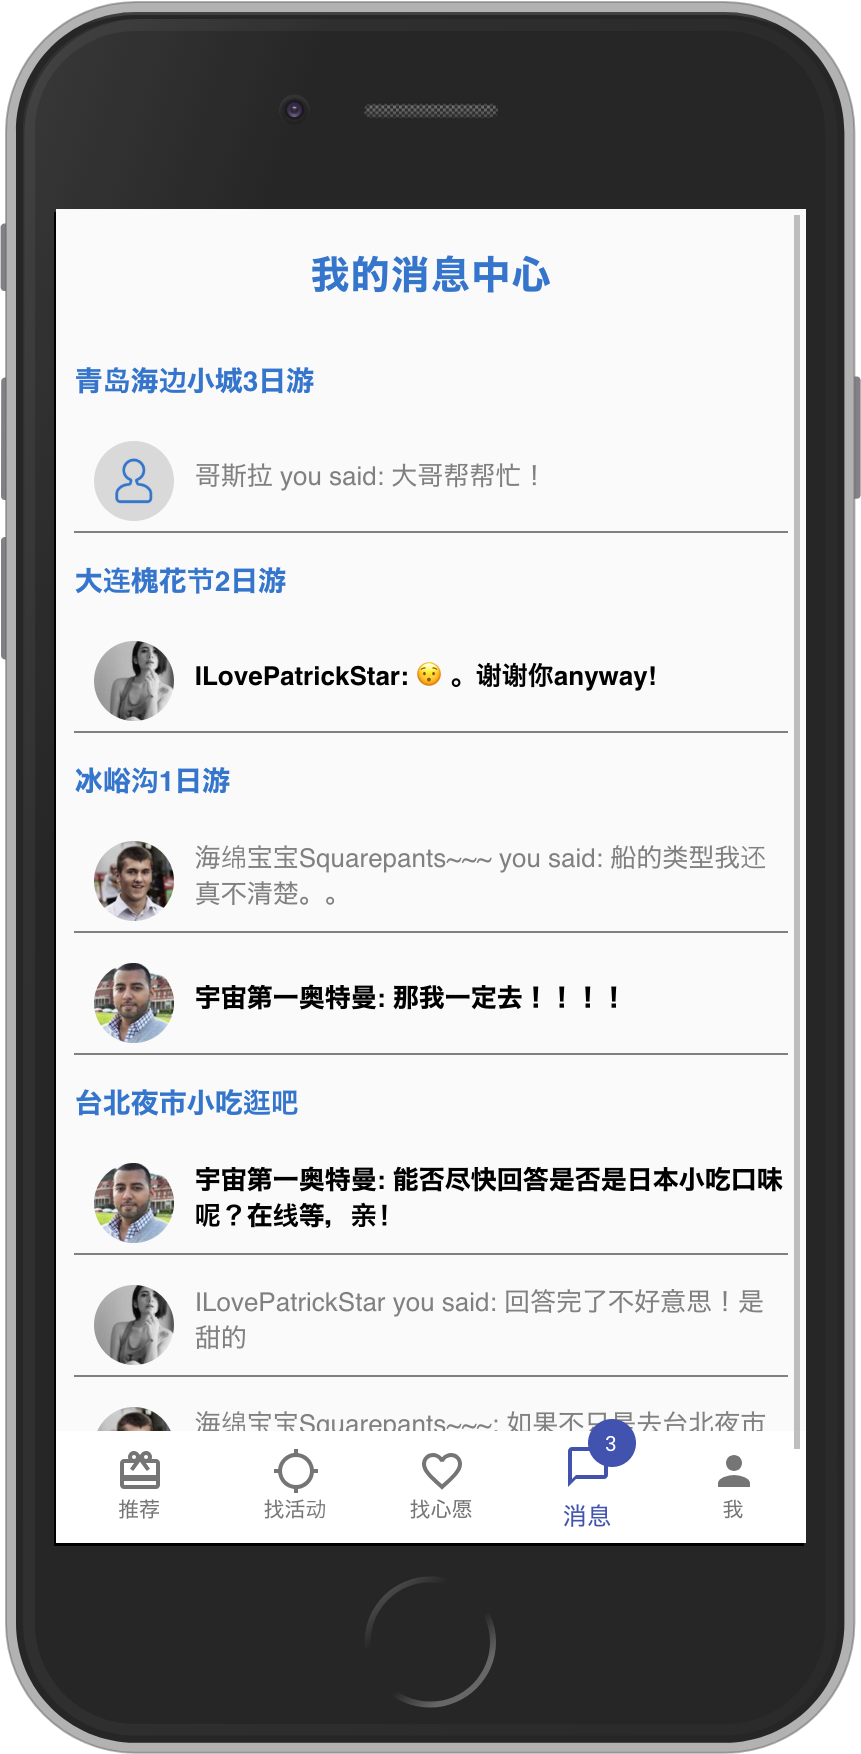 我的消息中心
青岛海边小城3日游
哥斯拉 you said: 大哥帮帮忙！
大连槐花节2日游
ILovePatrickStar: 😯 。谢谢你anyway!
冰峪沟1日游
海绵宝宝Squarepants~~~ you said: 船的类型我还
真不清楚。。
宇宙第一奥特曼: 那我一定去！！！！
台北夜市小吃逛吧
宇宙第一奥特曼: 能否尽快回答是否是日本小吃口味
呢？在线等，亲！
ILovePatrickStar you said: 回答完了不好意思！是
甜的
海绵宝宝Squarepants~~~: 如果不只是去台北夜市
3
推荐
找活动
找心愿
消息
我